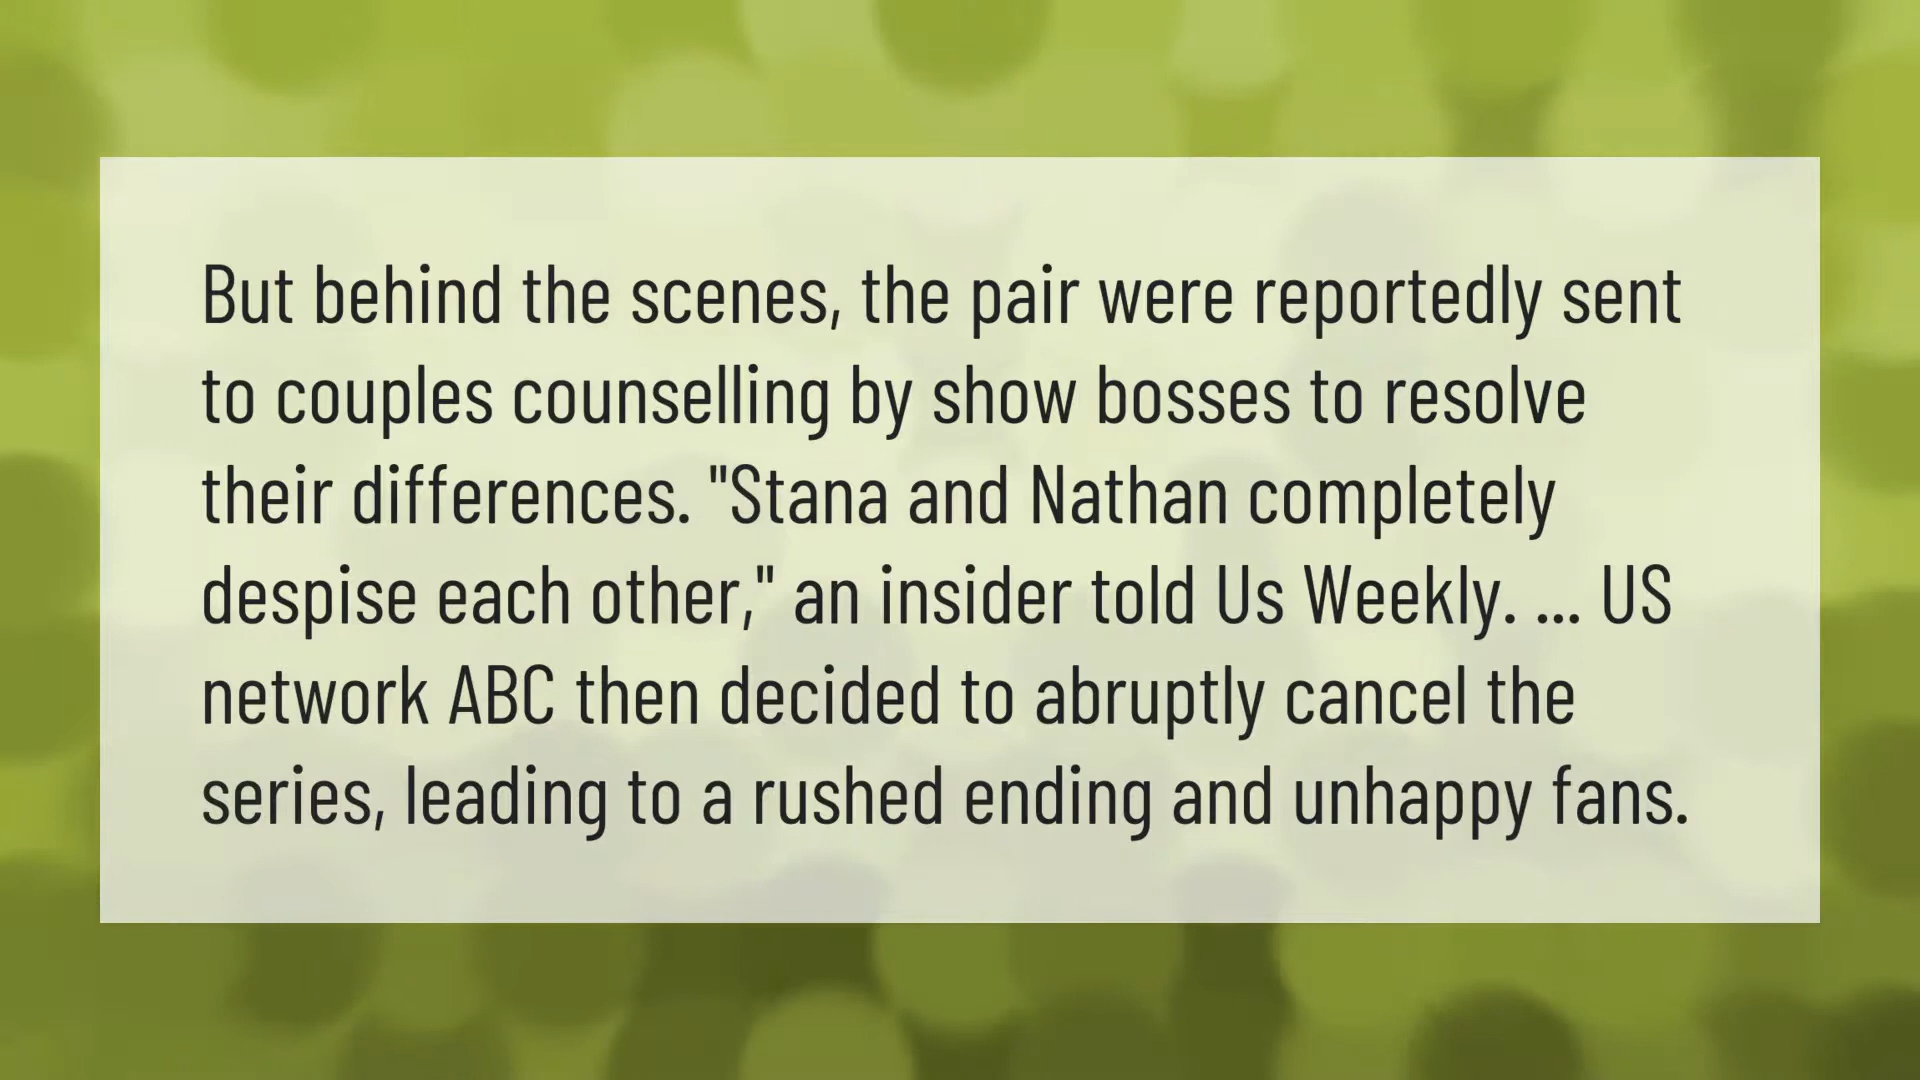 But behind the scenes, the pair were reportedly sent
to couples counselling by show bosses to resolve
their differences. "Stana and Nathan completely
despise each other," an insider told Us Weekly. ... US
network ABC then decided to abruptly cancel the
series, leading to a rushed ending and unhappy fans.